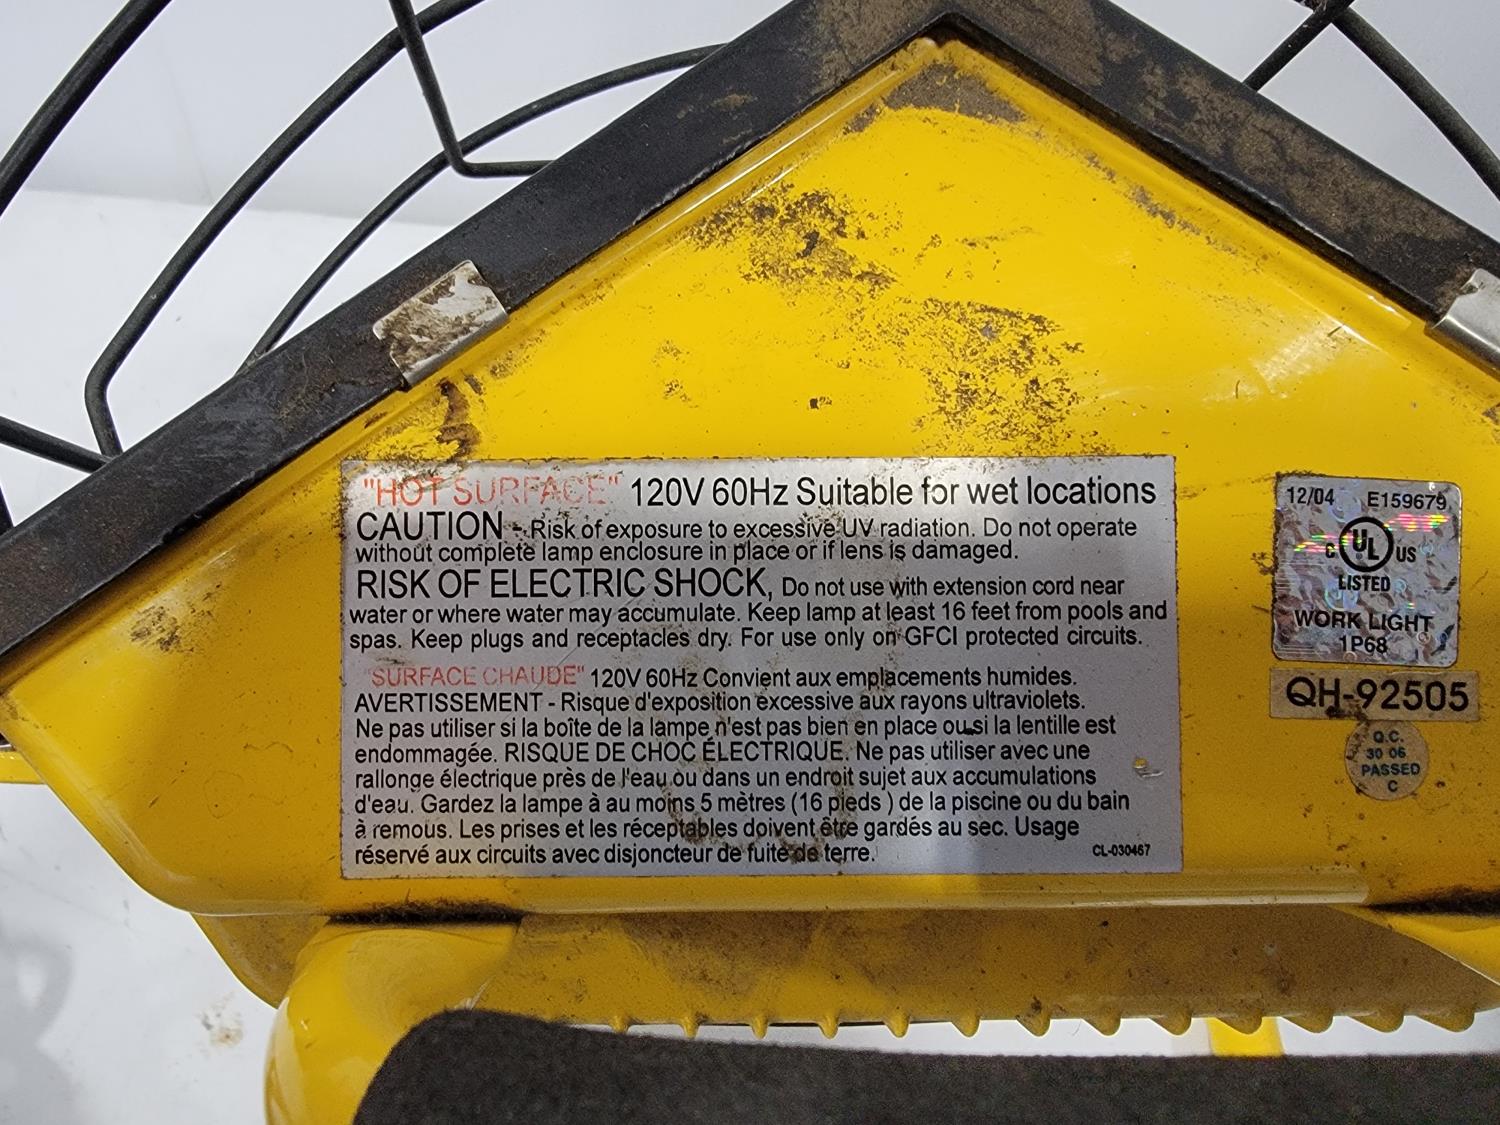 "HOT SURFACE" 120V 60Hz Suitable for wet locations
CAUTION - Risk of exposure to excessive UV radiation. Do not operate
without complete lamp enclosure in place or if lens is damaged.
RISK OF ELECTRIC SHOCK, Do not use with extension cord near
water or where water may accumulate. Keep lamp at least 16 feet from pools and
spas. Keep plugs and receptacles dry. For use only on GFCI protected circuits.
"SURFACE CHAUDE" 120V 60Hz Convient aux emplacements humides.
AVERTISSEMENT - Risque d'exposition excessive aux rayons ultraviolets.
Ne pas utiliser si la boîte de la lampe n'est pas bien en place ou si la lentille est
endommagée. RISQUE DE CHOC ÉLECTRIQUE. Ne pas utiliser avec une
rallonge électrique près de l'eau ou dans un endroit sujet aux accumulations
d'eau. Gardez la lampe à au moins 5 mètres (16 pieds ) de la piscine ou du bain
à remous. Les prises et les réceptables doivent être gardés au sec. Usage
réservé aux circuits avec disjoncteur de fuite de terre.
CL-030467
12/04 E159679
C UL US
LISTED
WORK LIGHT
1P68
QH-92505
Q.C.
30 06
PASSED
C